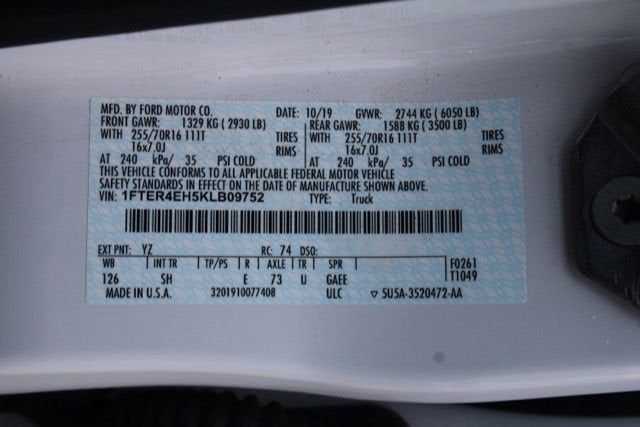 MFD. BY FORD MOTOR CO. DATE: 10/19 GVWR: 2744 KG ( 6050 LB)
FRONT GAWR: 1329 KG ( 2930 LB) REAR GAWR: 1588 KG ( 3500 LB)
WITH 255/70R16 111T TIRES WITH 255/70R16 111T TIRES
16x7.0J RIMS 16x7.0J RIMS
AT 240 kPa/ 35 PSI COLD AT 240 kPa/ 35 PSI COLD
THIS VEHICLE CONFORMS TO ALL APPLICABLE FEDERAL MOTOR VEHICLE
SAFETY STANDARDS IN EFFECT ON THE DATE OF MANUFACTURE SHOWN ABOVE.
VIN: 1FTER4EH5KLB09752 TYPE: Truck
EXT PNT: YZ RC: 74 DSO:
WB INT TR TP/PS R AXLE TR SPR F0261
126 SH E 73 U GAEE T1049
MADE IN U.S.A. 3201910077408 ULC ▽ 5U5A-3520472-AA